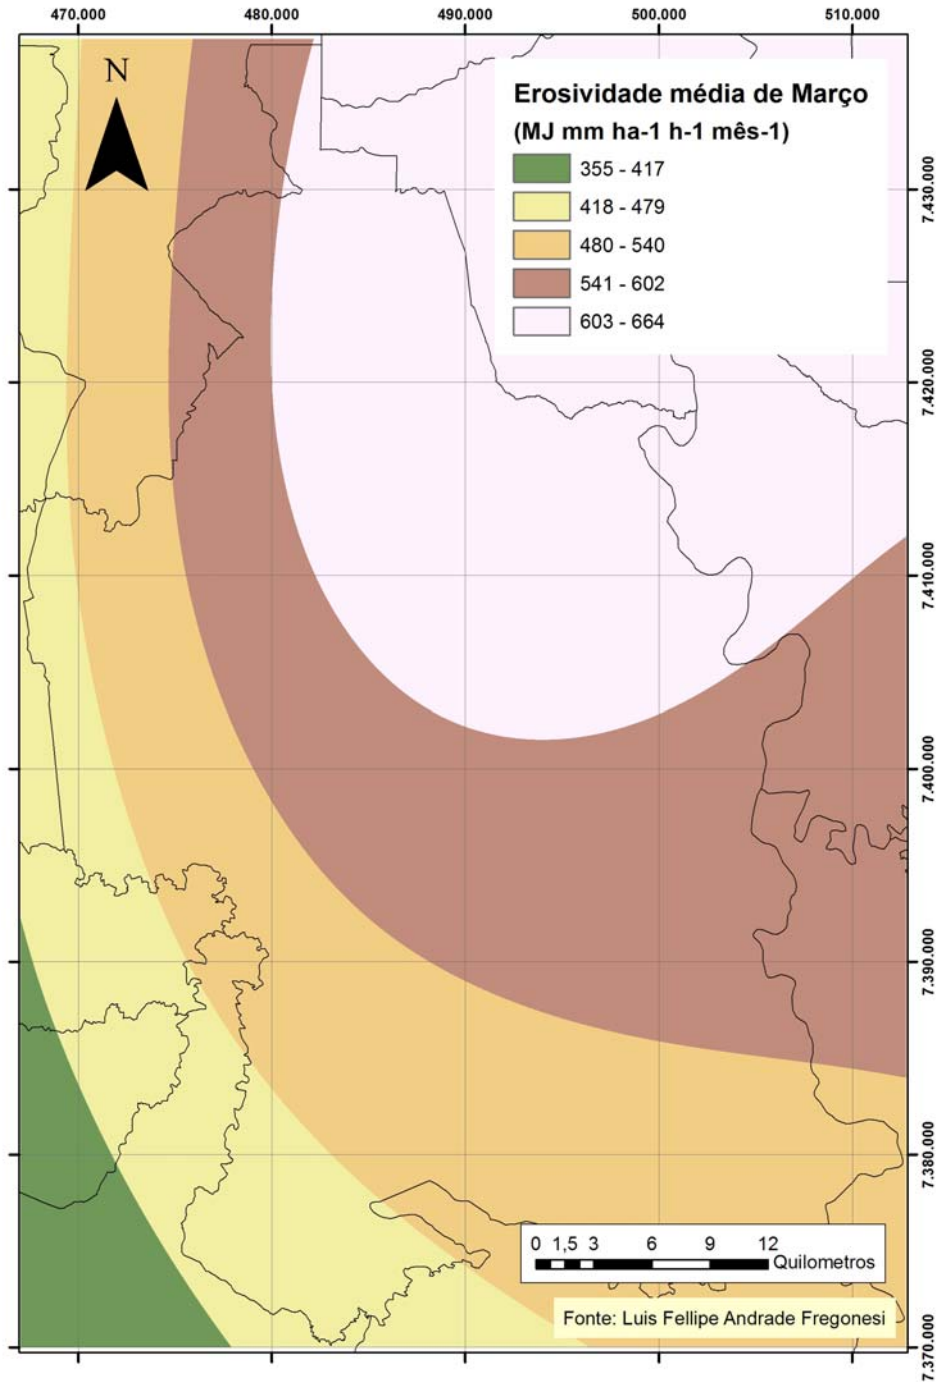 470.000 480.000 490.000 500.000 510.000
N
Erosividade média de Março
(MJ mm ha-1 h-1 mês-1)
355 - 417
418 - 479
480 - 540
541 - 602
603 - 664
7.430.000
7.420.000
7.410.000
7.400.000
7.390.000
7.380.000
7.370.000
0 1,5 3 6 9 12
Quilometros
Fonte: Luis Fellipe Andrade Fregonesi